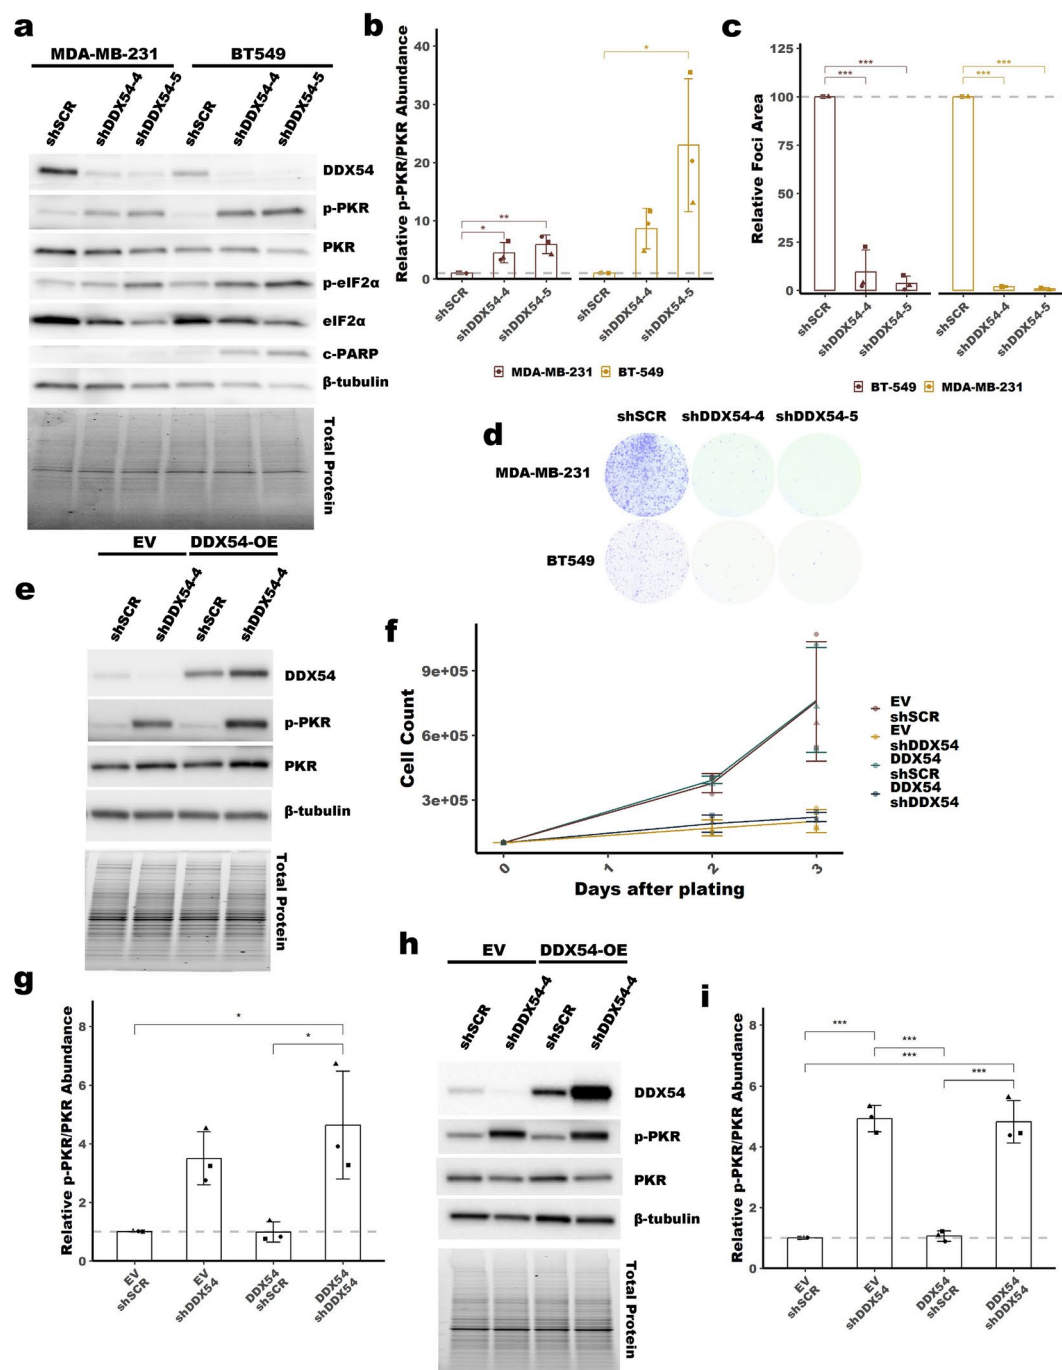 a
MDA-MB-231 BT549
shSCR shDDX54-4 shDDX54-5 shSCR shDDX54-4 shDDX54-5
DDX54
p-PKR
PKR
p-eIF2α
eIF2α
c-PARP
β-tubulin
Total Protein
b
Relative p-PKR/PKR Abundance
40
30
20
10
0
*
**
*
shSCR shDDX54-4 shDDX54-5 shSCR shDDX54-4 shDDX54-5
MDA-MB-231 BT-549
c
Relative Foci Area
100
75
50
25
0
***
***
***
***
shSCR shDDX54-4 shDDX54-5 shSCR shDDX54-4 shDDX54-5
BT-549 MDA-MB-231
d
shSCR shDDX54-4 shDDX54-5
MDA-MB-231
BT549
e
EV DDX54-OE
shSCR shDDX54-4 shSCR shDDX54-4
DDX54
p-PKR
PKR
β-tubulin
Total Protein
f
Cell Count
9e+05
6e+05
3e+05
0 1 2 3
Days after plating
EV
shSCR
EV
shDDX54
DDX54
shSCR
DDX54
shDDX54
g
Relative p-PKR/PKR Abundance
8
6
4
2
0
*
*
EV
shSCR
EV
shDDX54
DDX54
shSCR
DDX54
shDDX54
h
EV DDX54-OE
shSCR shDDX54-4 shSCR shDDX54-4
DDX54
p-PKR
PKR
β-tubulin
Total Protein
i
Relative p-PKR/PKR Abundance
8
6
4
2
0
***
***
***
***
EV
shSCR
EV
shDDX54
DDX54
shSCR
DDX54
shDDX54